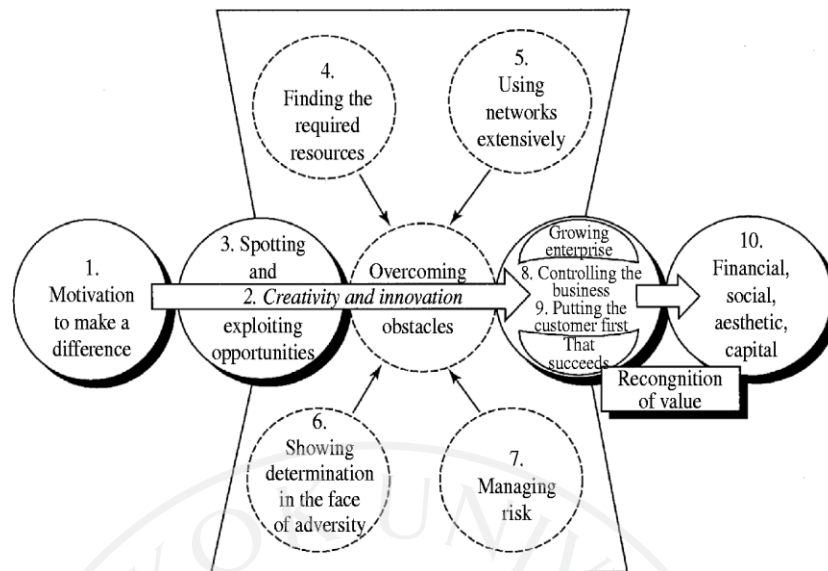 4.
Finding the
required
resources
5.
Using
networks
extensively
1.
Motivation
to make a
difference
3. Spotting
and
exploiting
opportunities
2. Creativity and innovation
Overcoming
obstacles
Growing
enterprise
8. Controlling the
business
9. Putting the
customer first
That
succeeds
10.
Financial,
social,
aesthetic,
capital
Recongnition
of value
6.
Showing
determination
in the face
of adversity
7.
Managing
risk